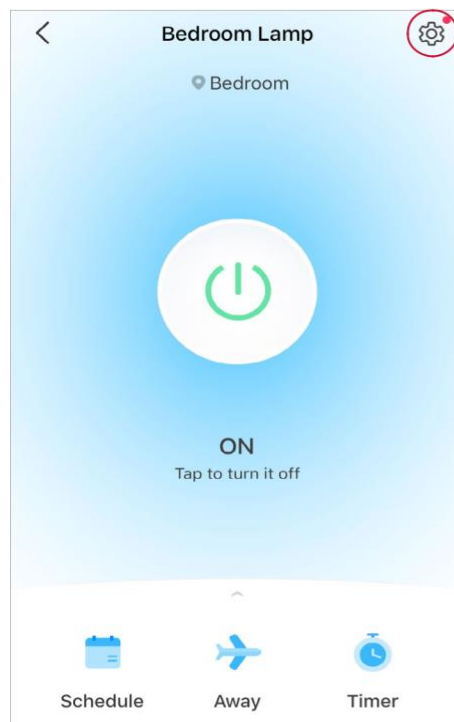 Bedroom Lamp
Bedroom
ON
Tap to turn it off
Schedule Away Timer